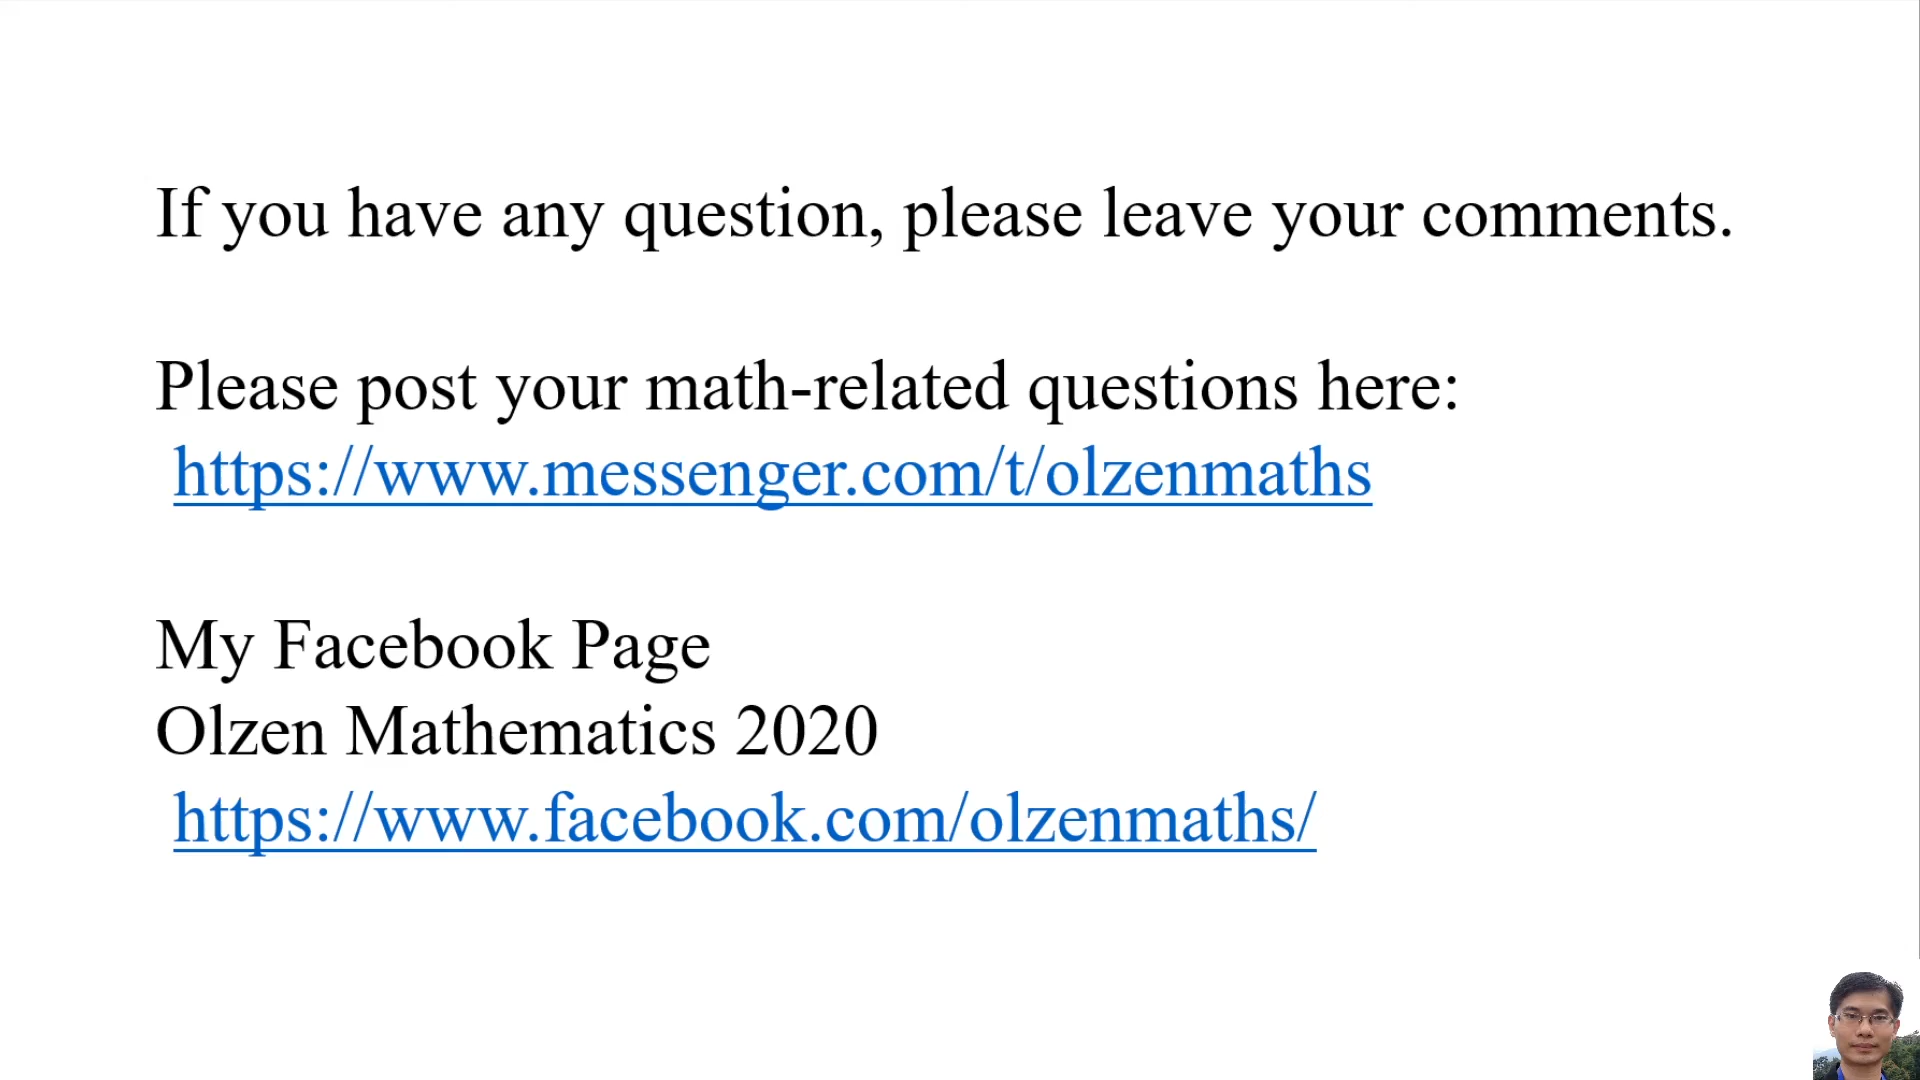 If you have any question, please leave your comments.
Please post your math-related questions here:
https://www.messenger.com/t/olzenmaths
My Facebook Page
Olzen Mathematics 2020
https://www.facebook.com/olzenmaths/